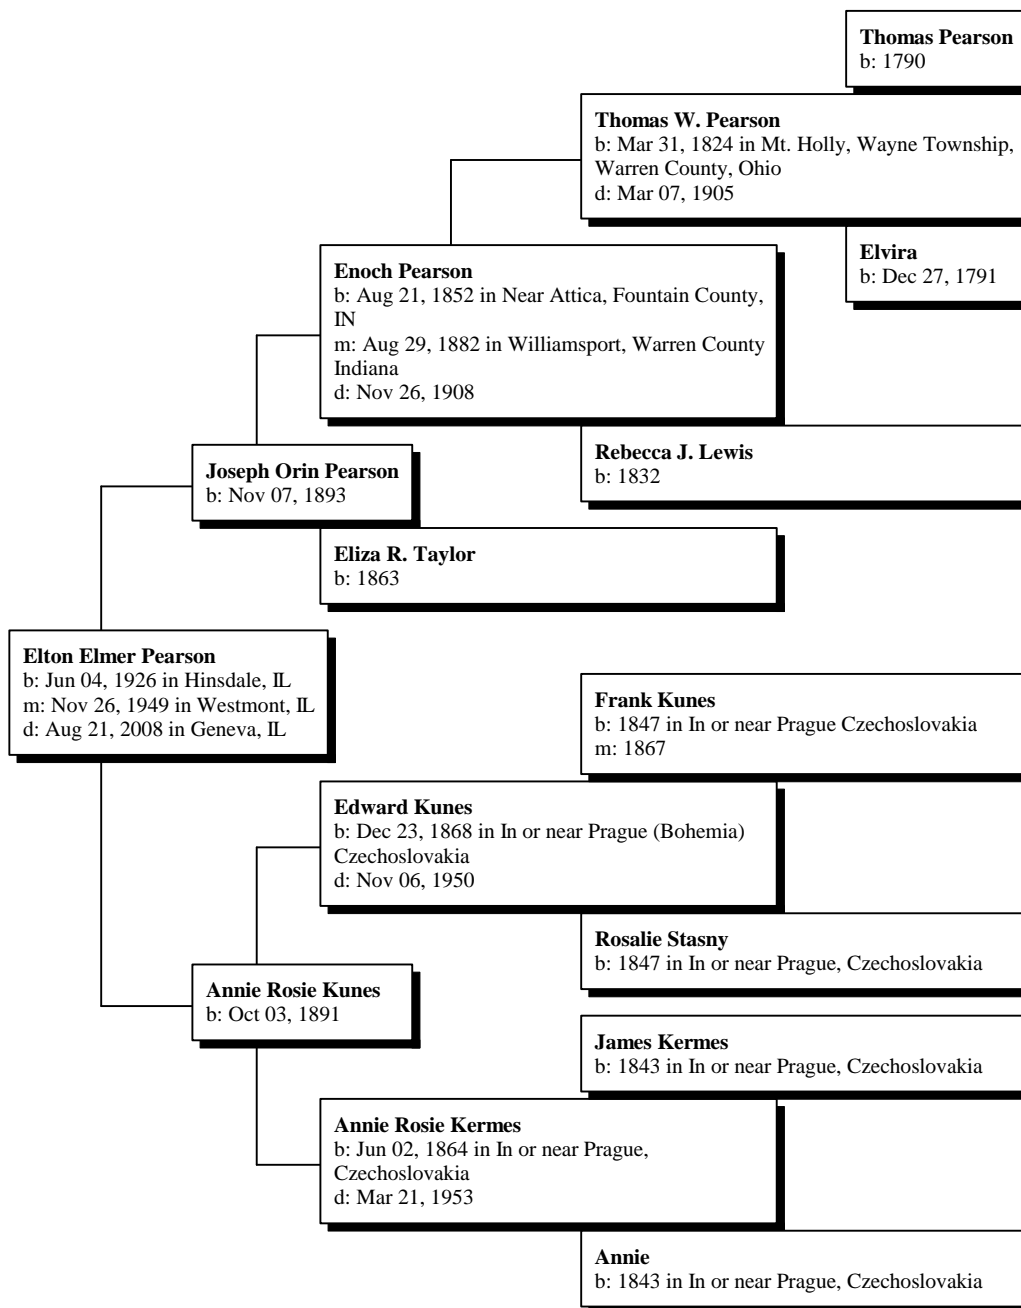 Thomas Pearson
b: 1790
Thomas W. Pearson
b: Mar 31, 1824 in Mt. Holly, Wayne Township,
Warren County, Ohio
d: Mar 07, 1905
Elvira
b: Dec 27, 1791
Enoch Pearson
b: Aug 21, 1852 in Near Attica, Fountain County,
IN
m: Aug 29, 1882 in Williamsport, Warren County
Indiana
d: Nov 26, 1908
Rebecca J. Lewis
b: 1832
Joseph Orin Pearson
b: Nov 07, 1893
Eliza R. Taylor
b: 1863
Elton Elmer Pearson
b: Jun 04, 1926 in Hinsdale, IL
m: Nov 26, 1949 in Westmont, IL
d: Aug 21, 2008 in Geneva, IL
Frank Kunes
b: 1847 in In or near Prague Czechoslovakia
m: 1867
Edward Kunes
b: Dec 23, 1868 in In or near Prague (Bohemia)
Czechoslovakia
d: Nov 06, 1950
Rosalie Stasny
b: 1847 in In or near Prague, Czechoslovakia
Annie Rosie Kunes
b: Oct 03, 1891
James Kermes
b: 1843 in In or near Prague, Czechoslovakia
Annie Rosie Kermes
b: Jun 02, 1864 in In or near Prague,
Czechoslovakia
d: Mar 21, 1953
Annie
b: 1843 in In or near Prague, Czechoslovakia